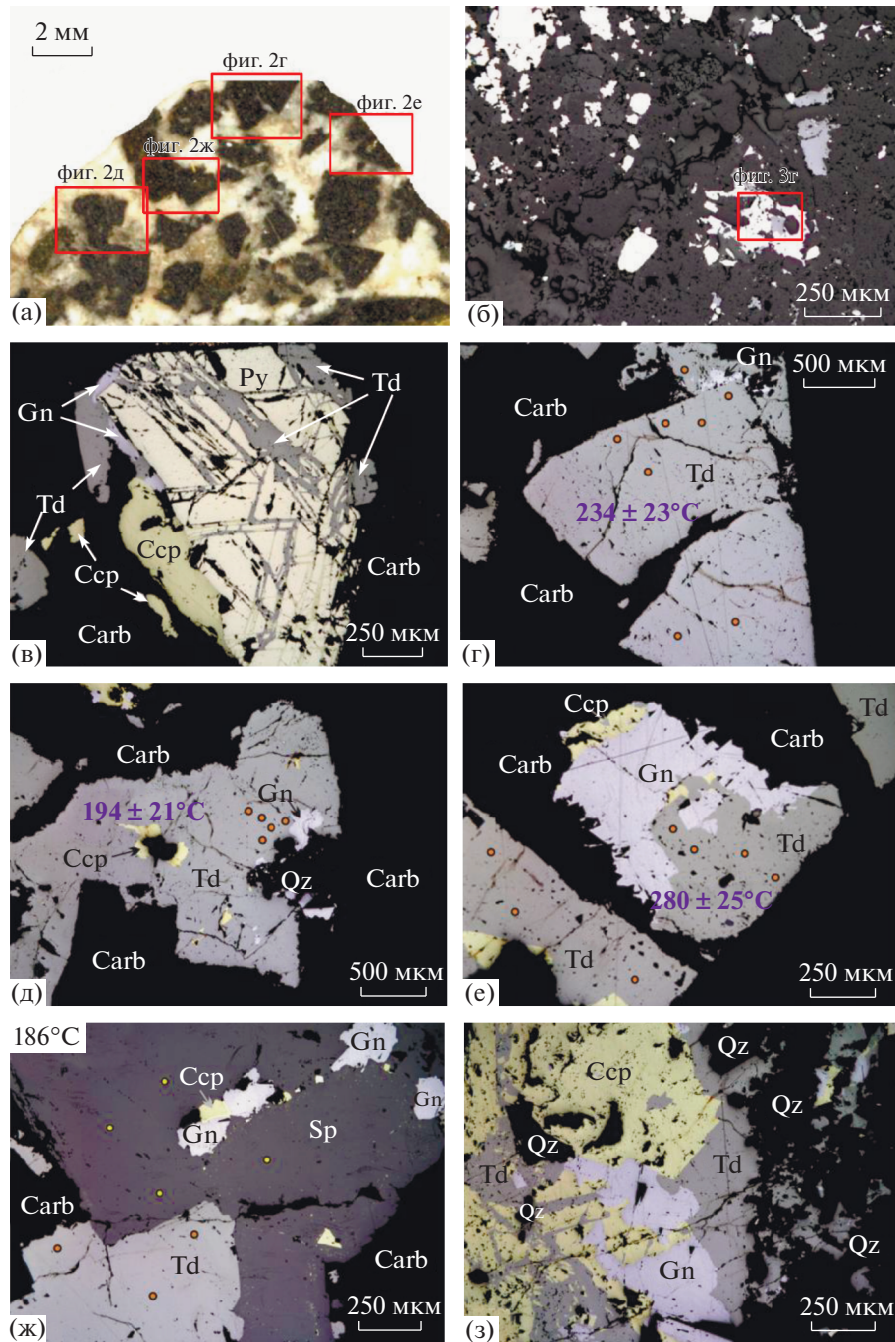 2 мм
фиг. 2г
фиг. 2е
фиг. 2ж
фиг. 2д
(а)
фиг. 3г
250 мкм
(б)
Py
Td
Gn
Td
Ccp
Ccp
Carb
Carb
250 мкм
(в)
Gn
500 мкм
Carb
Td
234 ± 23°C
Carb
(г)
Carb
Gn
194 ± 21°C
Ccp
Td
Qz
Carb
Carb
500 мкм
(д)
Ccp
Td
Carb
Carb
Gn
Td
280 ± 25°C
Td
250 мкм
(е)
186°C
Gn
Ccp
Gn
Gn
Sp
Carb
Td
Carb
250 мкм
(ж)
Qz
Ccp
Qz
Qz
Td
Td
Qz
Qz
Gn
250 мкм
(з)